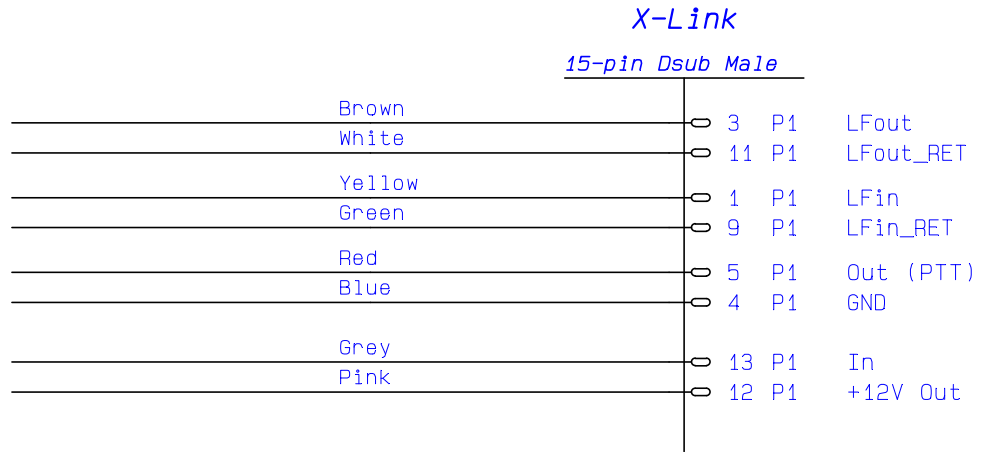 X-Link
15-pin Dsub Male
Brown
3 P1 LFout
White
11 P1 LFout_RET
Yellow
1 P1 LFin
Green
9 P1 LFin_RET
Red
5 P1 Out (PTT)
Blue
4 P1 GND
Grey
13 P1 In
Pink
12 P1 +12V Out